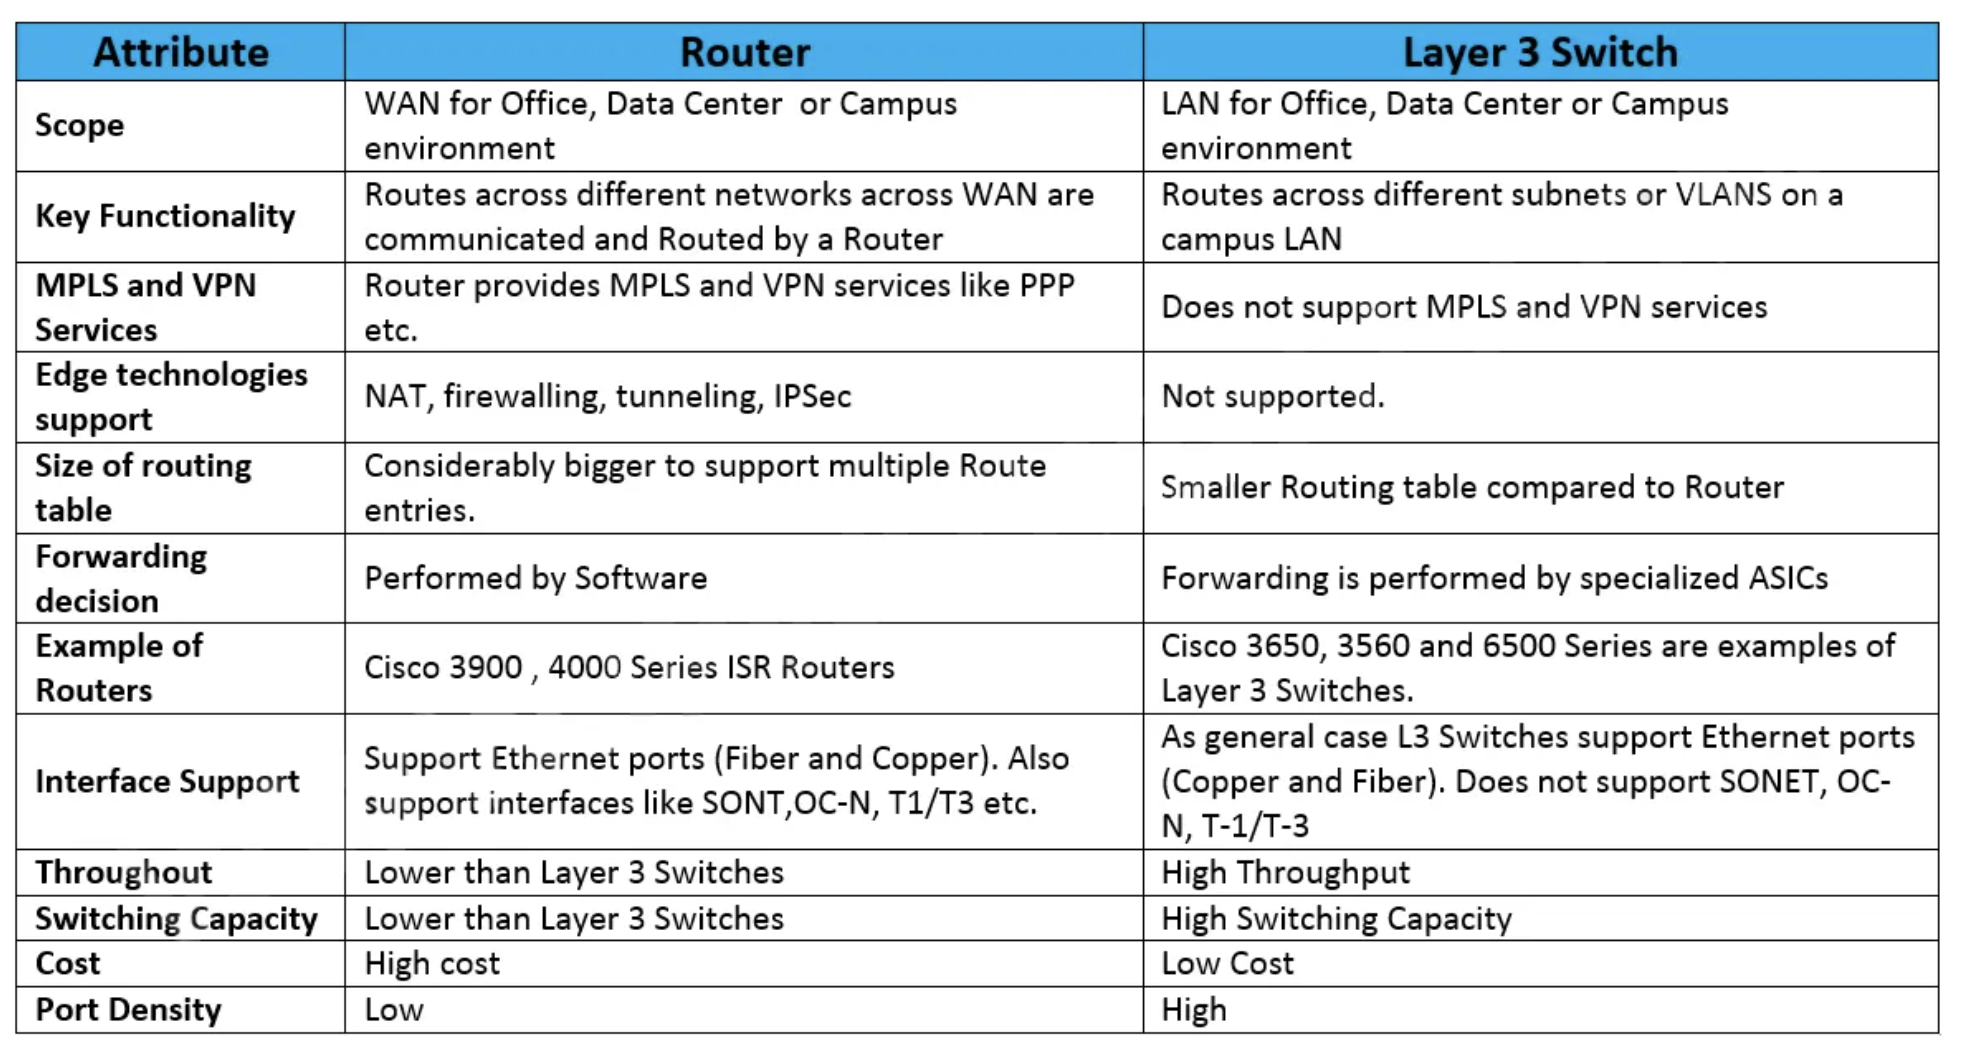 Attribute Router Layer 3 Switch
Scope
WAN for Office, Data Center or Campus
environment
LAN for Office, Data Center or Campus
environment
Key Functionality
Routes across different networks across WAN are
communicated and Routed by a Router
Routes across different subnets or VLANS on a
campus LAN
MPLS and VPN
Services
Router provides MPLS and VPN services like PPP
etc.
Does not support MPLS and VPN services
Edge technologies
support
NAT, firewalling, tunneling, IPSec
Not supported.
Size of routing
table
Considerably bigger to support multiple Route
entries.
Smaller Routing table compared to Router
Forwarding
decision
Performed by Software
Forwarding is performed by specialized ASICs
Example of
Routers
Cisco 3900 , 4000 Series ISR Routers
Cisco 3650, 3560 and 6500 Series are examples of
Layer 3 Switches.
Interface Support
Support Ethernet ports (Fiber and Copper). Also
support interfaces like SONT,OC-N, T1/T3 etc.
As general case L3 Switches support Ethernet ports
(Copper and Fiber). Does not support SONET, OC-
N, T-1/T-3
Throughout
Lower than Layer 3 Switches
High Throughput
Switching Capacity
Lower than Layer 3 Switches
High Switching Capacity
Cost
High cost
Low Cost
Port Density
Low
High